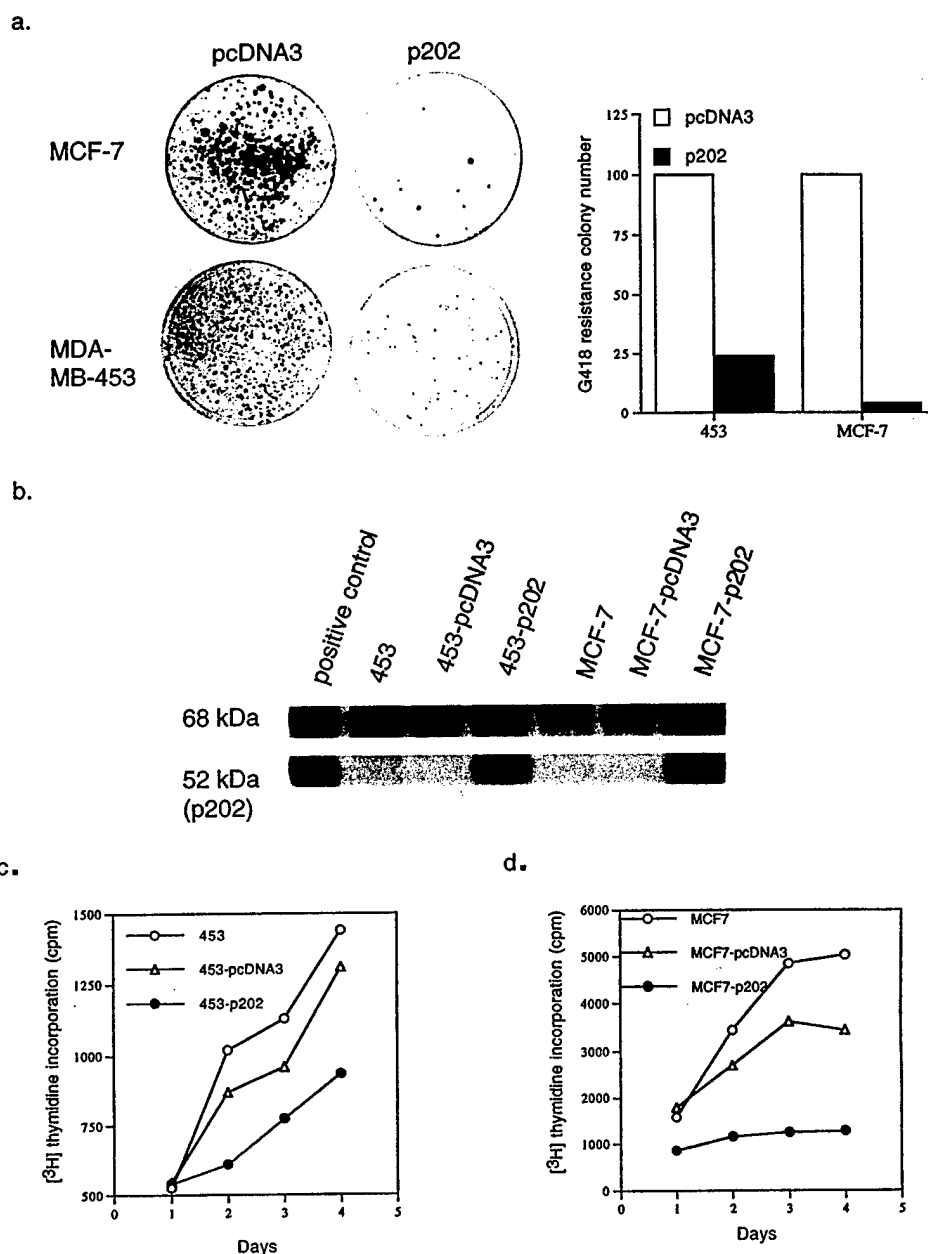 a.
pcDNA3
p202
MCF-7
MDA-
MB-453
G418 resistance colony number
125
100
75
50
25
0
pcDNA3
p202
453
MCF-7
b.
positive control
453
453-pcDNA3
453-p202
MCF-7
MCF-7-pcDNA3
MCF-7-p202
68 kDa
52 kDa
(p202)
c.
[3H] thymidine incorporation (cpm)
1500
1250
1000
750
500
453
453-pcDNA3
453-p202
0
1
2
3
4
5
Days
d.
[3H] thymidine incorporation (cpm)
6000
5000
4000
3000
2000
1000
0
MCF7
MCF7-pcDNA3
MCF7-p202
0
1
2
3
4
5
Days